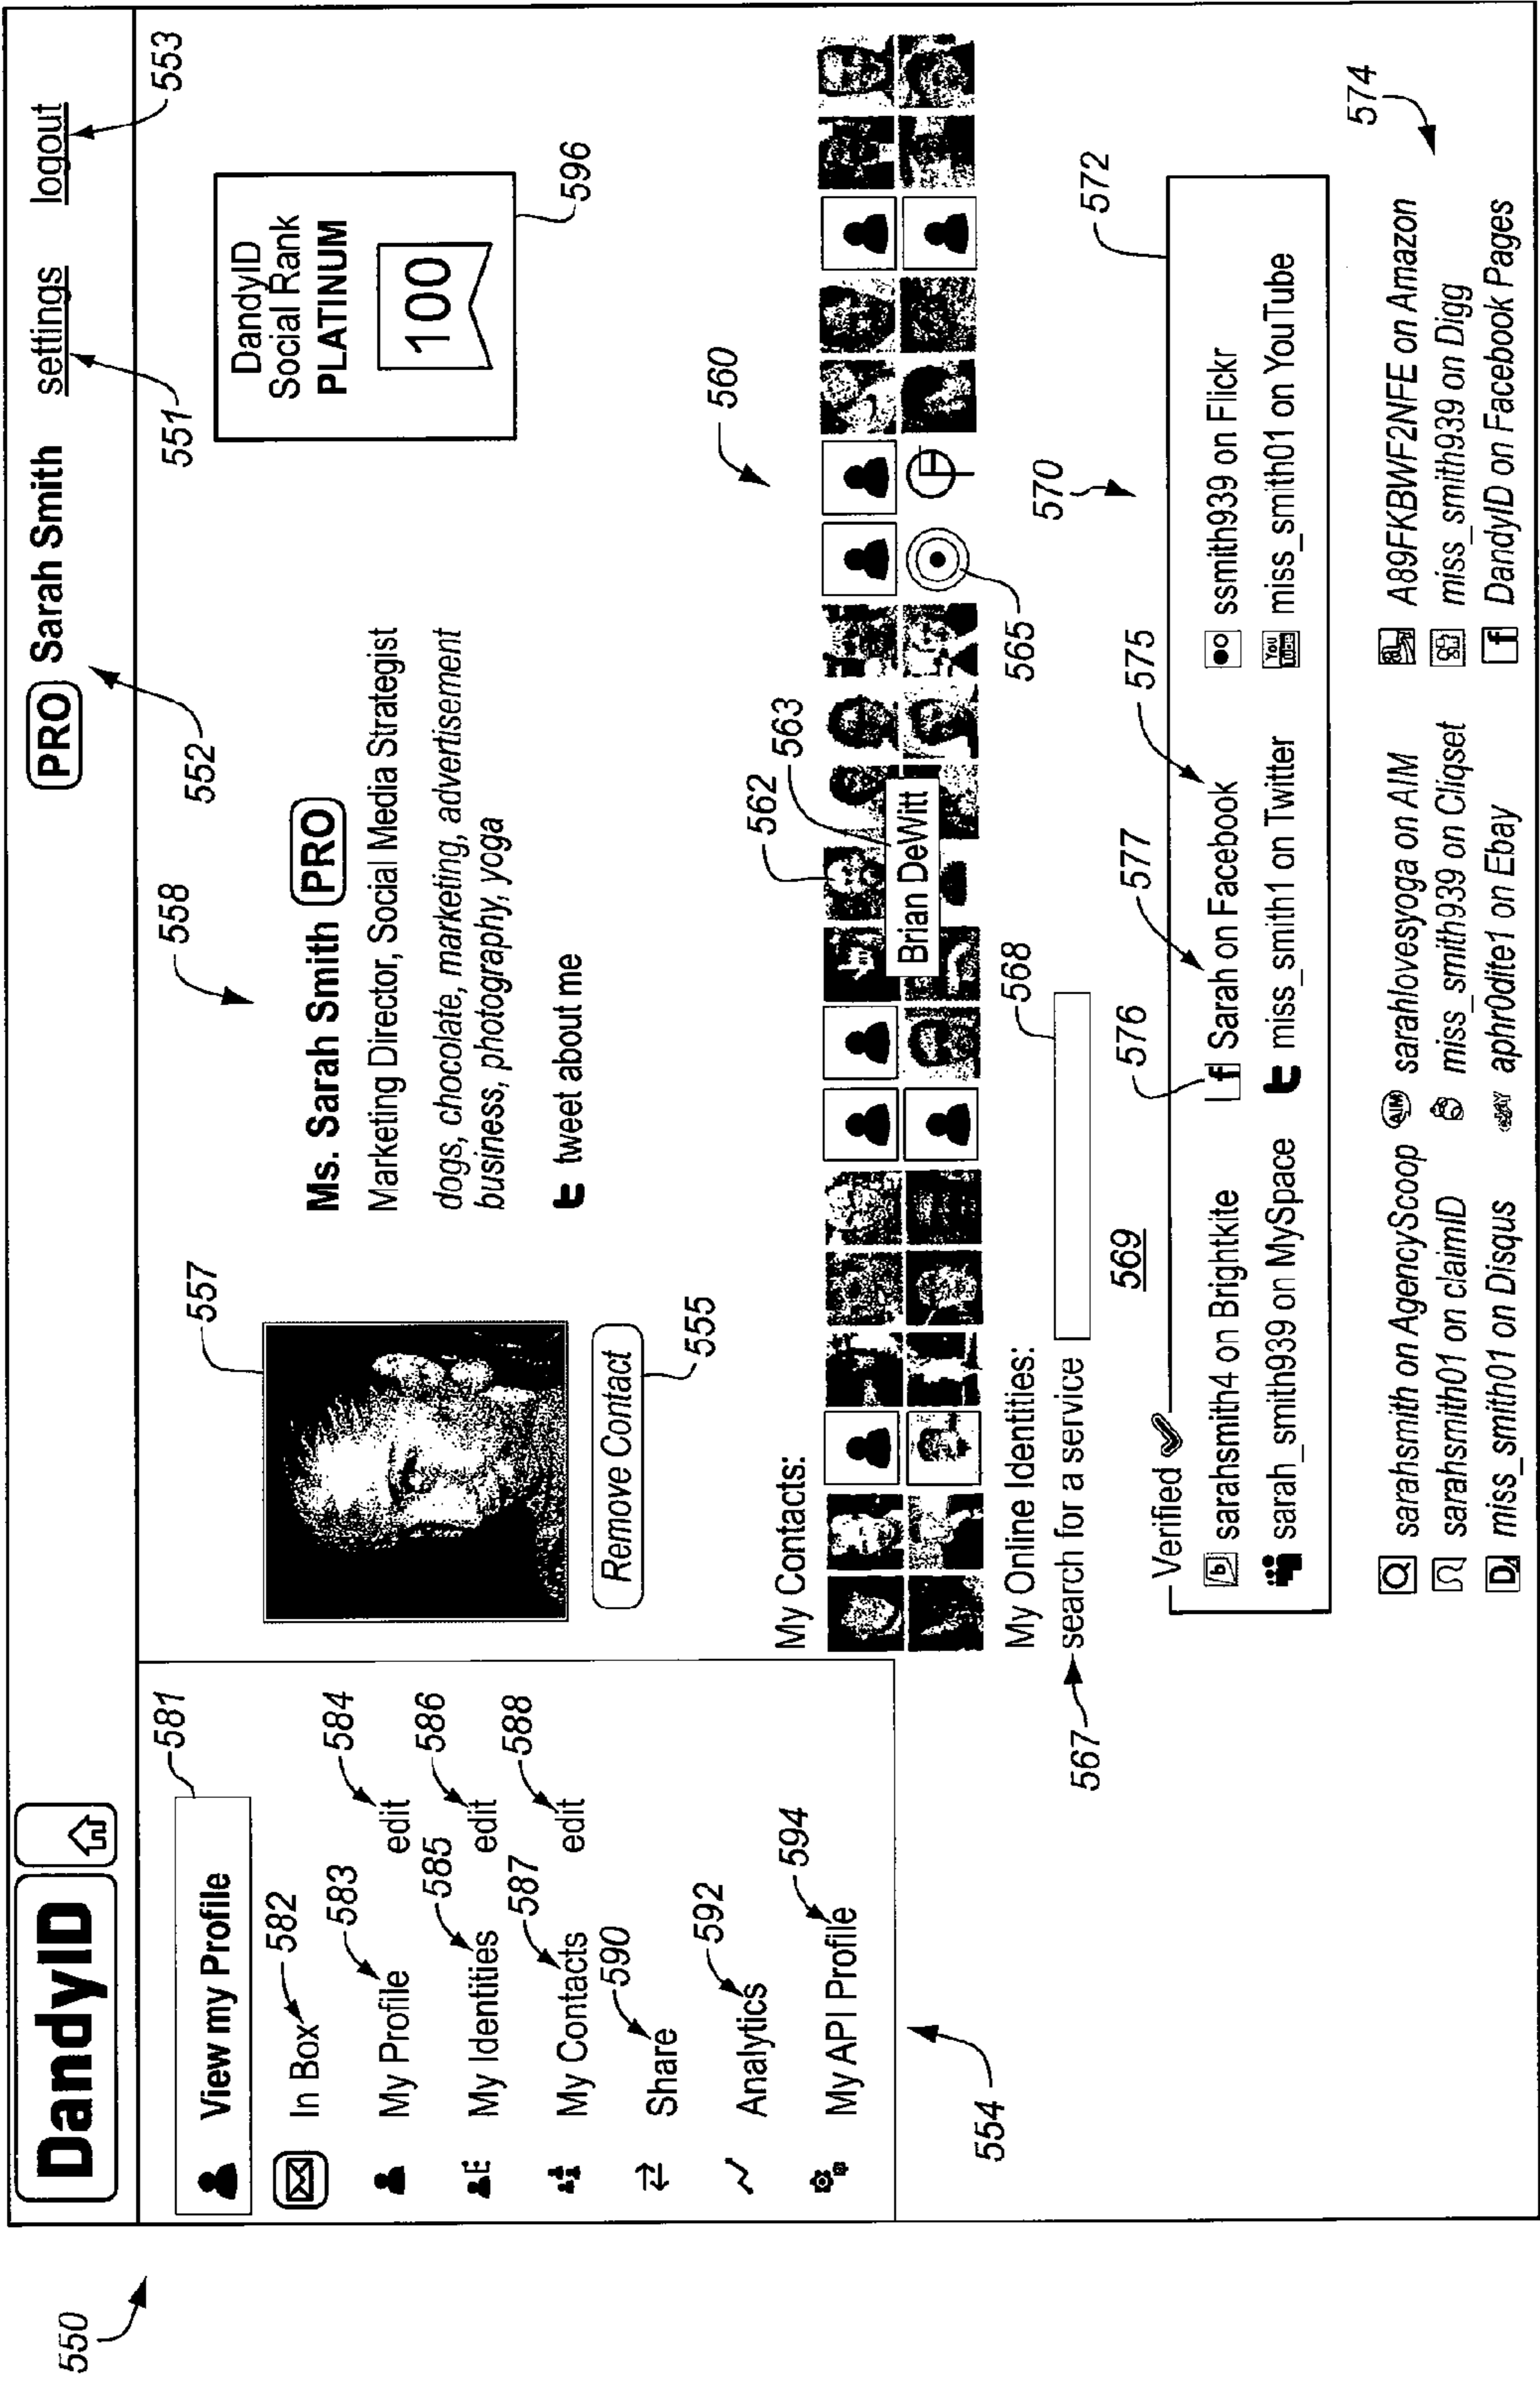 550
DandyID
PRO Sarah Smith
settings
logout
552
551
553
581
View my Profile
In Box
582
My Profile
583
edit
584
My Identities
585
edit
586
My Contacts
587
edit
588
Share
590
Analytics
592
My API Profile
594
554
557
558
Remove Contact
555
Ms. Sarah Smith PRO
Marketing Director, Social Media Strategist
dogs, chocolate, marketing, advertisement
business, photography, yoga
t tweet about me
DandyID
Social Rank
PLATINUM
100
596
My Contacts:
562
563
560
Brian DeWitt
565
My Online Identities:
567
search for a service
568
569
570
572
Verified
576
577
575
b sarahsmith4 on Brightkite
f Sarah on Facebook
ssmith939 on Flickr
sarah_smith939 on MySpace
t miss_smith1 on Twitter
You Tube miss_smith01 on YouTube
574
sarahsmith on AgencyScoop
AIM sarahlovesyoga on AIM
a A89FKBWF2NFE on Amazon
sarahsmith01 on claimID
miss_smith939 on Cliqset
miss_smith939 on Digg
D miss_smith01 on Disqus
ebay aphr0dite1 on Ebay
f DandyID on Facebook Pages